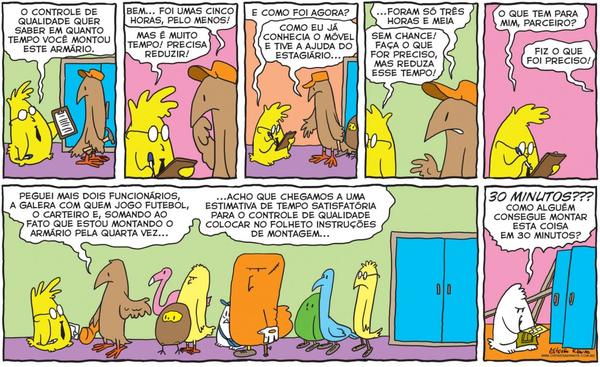 O CONTROLE DE
QUALIDADE QUER
SABER EM QUANTO
TEMPO VOCÊ MONTOU
ESTE ARMÁRIO.
BEM... FOI UMAS CINCO
HORAS, PELO MENOS!
MAS É MUITO
TEMPO! PRECISA
REDUZIR!
E COMO FOI AGORA?
COMO EU JÁ
CONHECIA O MÓVEL
E TIVE A AJUDA DO
ESTAGIÁRIO...
...FORAM SÓ TRÊS
HORAS E MEIA
SEM CHANCE!
FAÇA O QUE
FOR PRECISO,
MAS REDUZA
ESSE TEMPO!
O QUE TEM PARA
MIM, PARCEIRO?
FIZ O QUE
FOI PRECISO!
PEGUEI MAIS DOIS FUNCIONÁRIOS,
A GALERA COM QUEM JOGO FUTEBOL,
O CARTEIRO E, SOMANDO AO
FATO QUE ESTOU MONTANDO O
ARMÁRIO PELA QUARTA VEZ...
...ACHO QUE CHEGAMOS A UMA
ESTIMATIVA DE TEMPO SATISFATÓRIA
PARA O CONTROLE DE QUALIDADE
COLOCAR NO FOLHETO INSTRUÇÕES
DE MONTAGEM...
30 MINUTOS???
COMO ALGUÉM
CONSEGUE MONTAR
ESTA COISA
EM 30 MINUTOS?